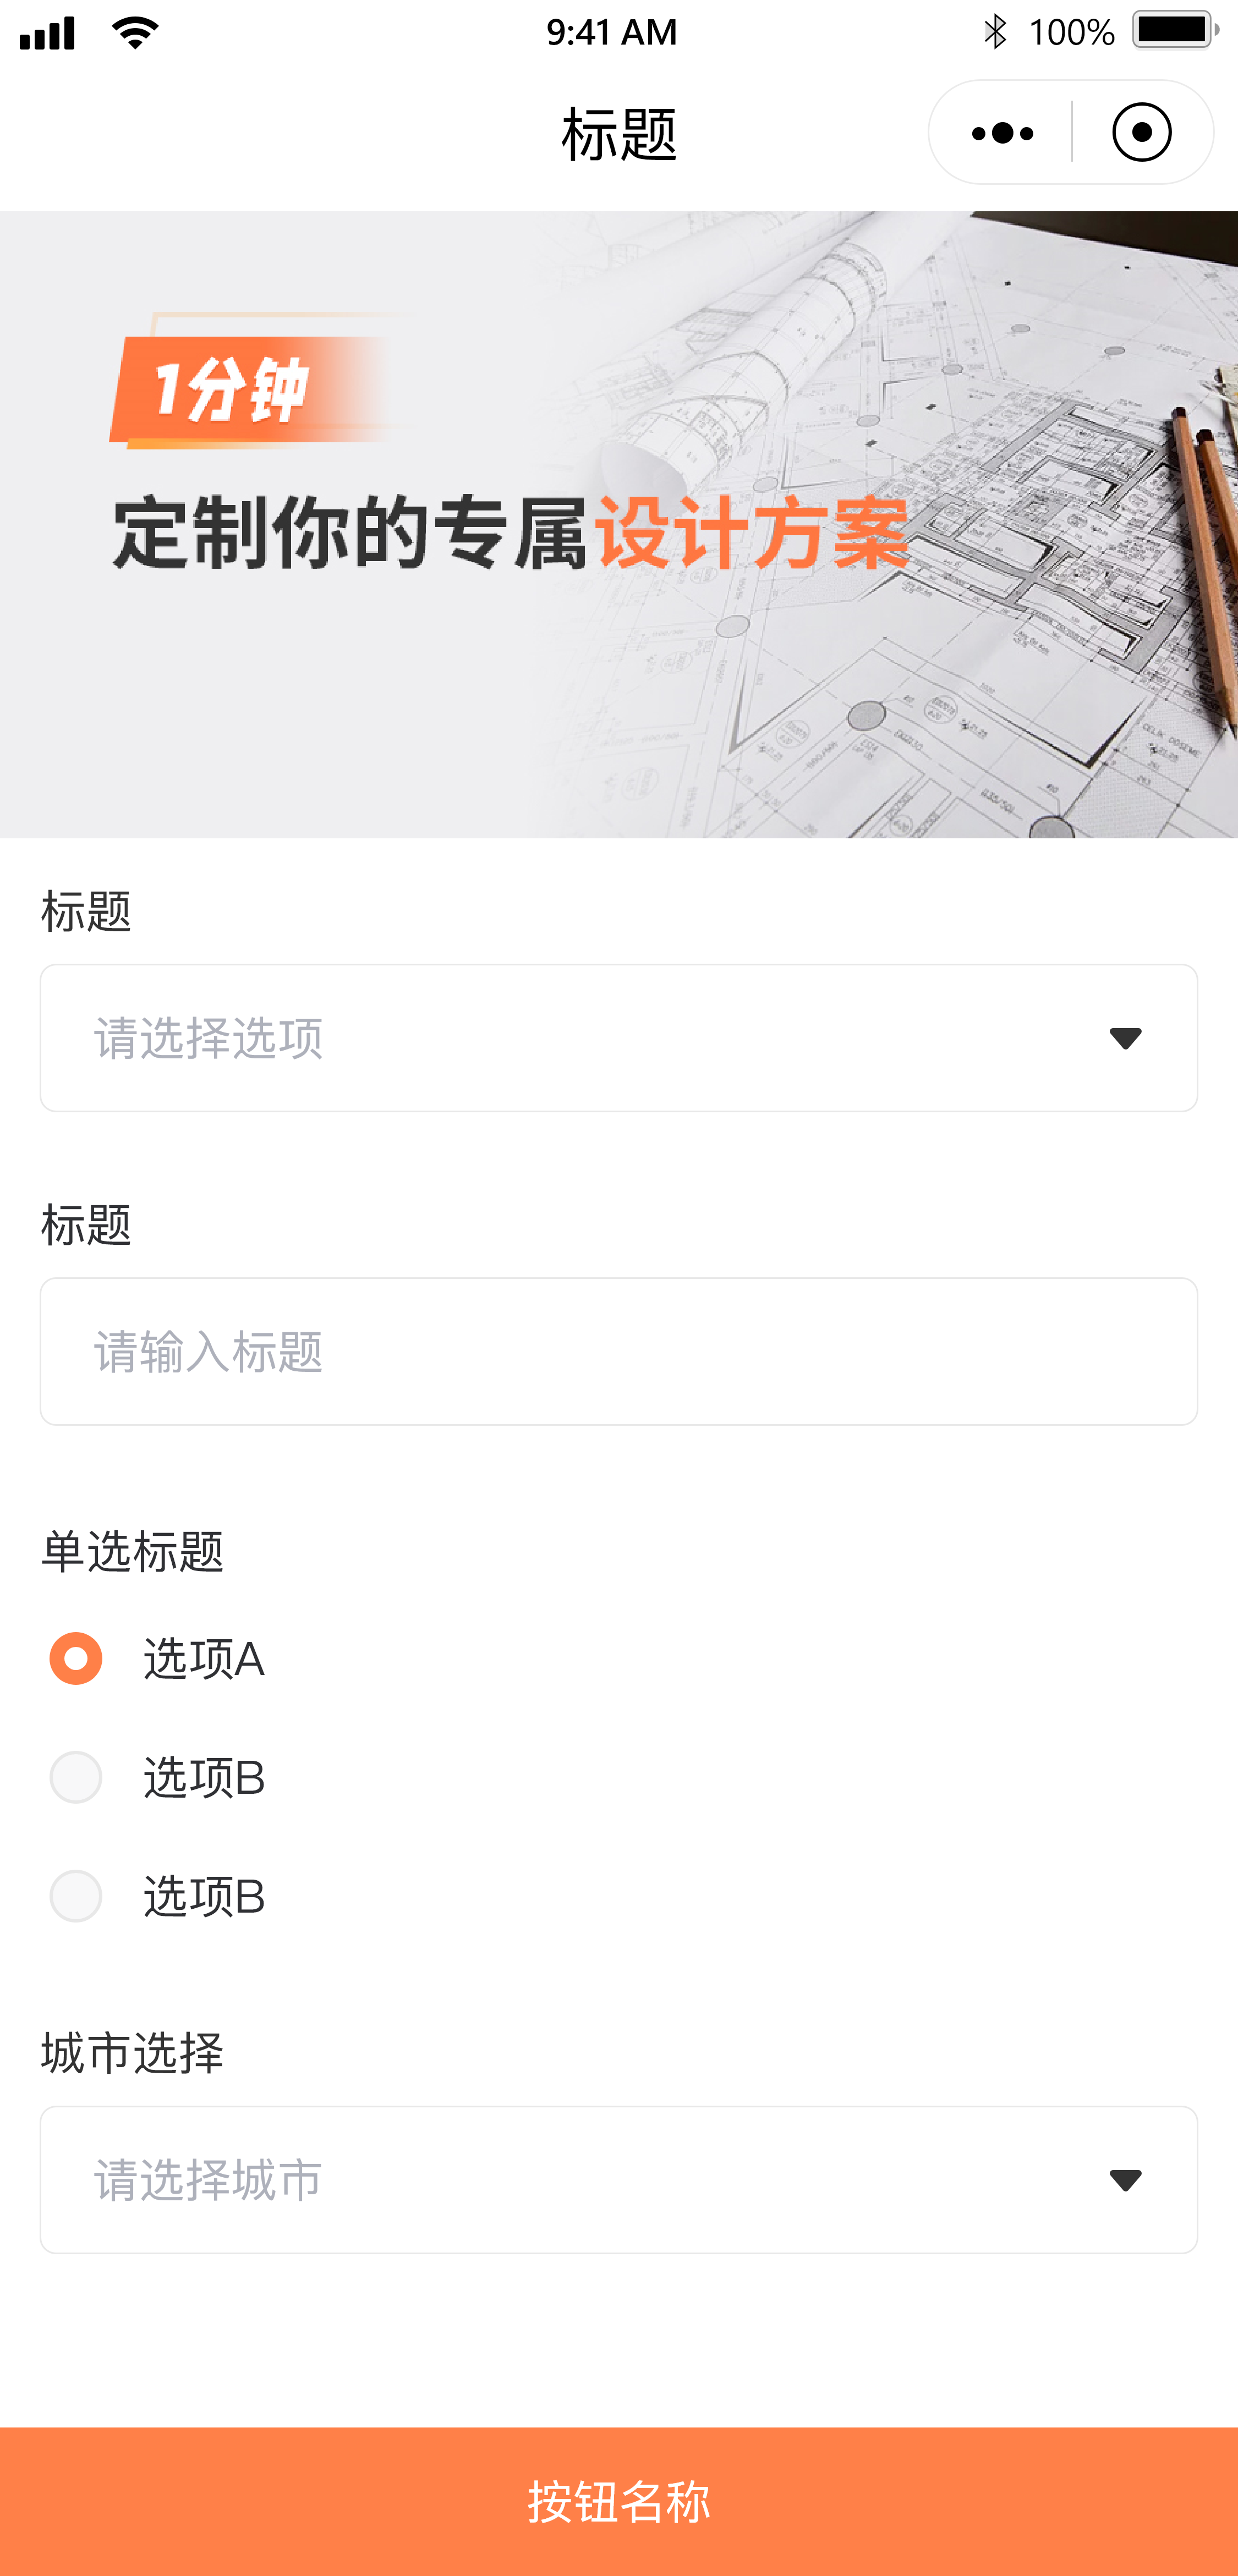 9:41 AM
100%
标题
1分钟
定制你的专属设计方案
标题
请选择选项
标题
请输入标题
单选标题
选项A
选项B
选项B
城市选择
请选择城市
按钮名称